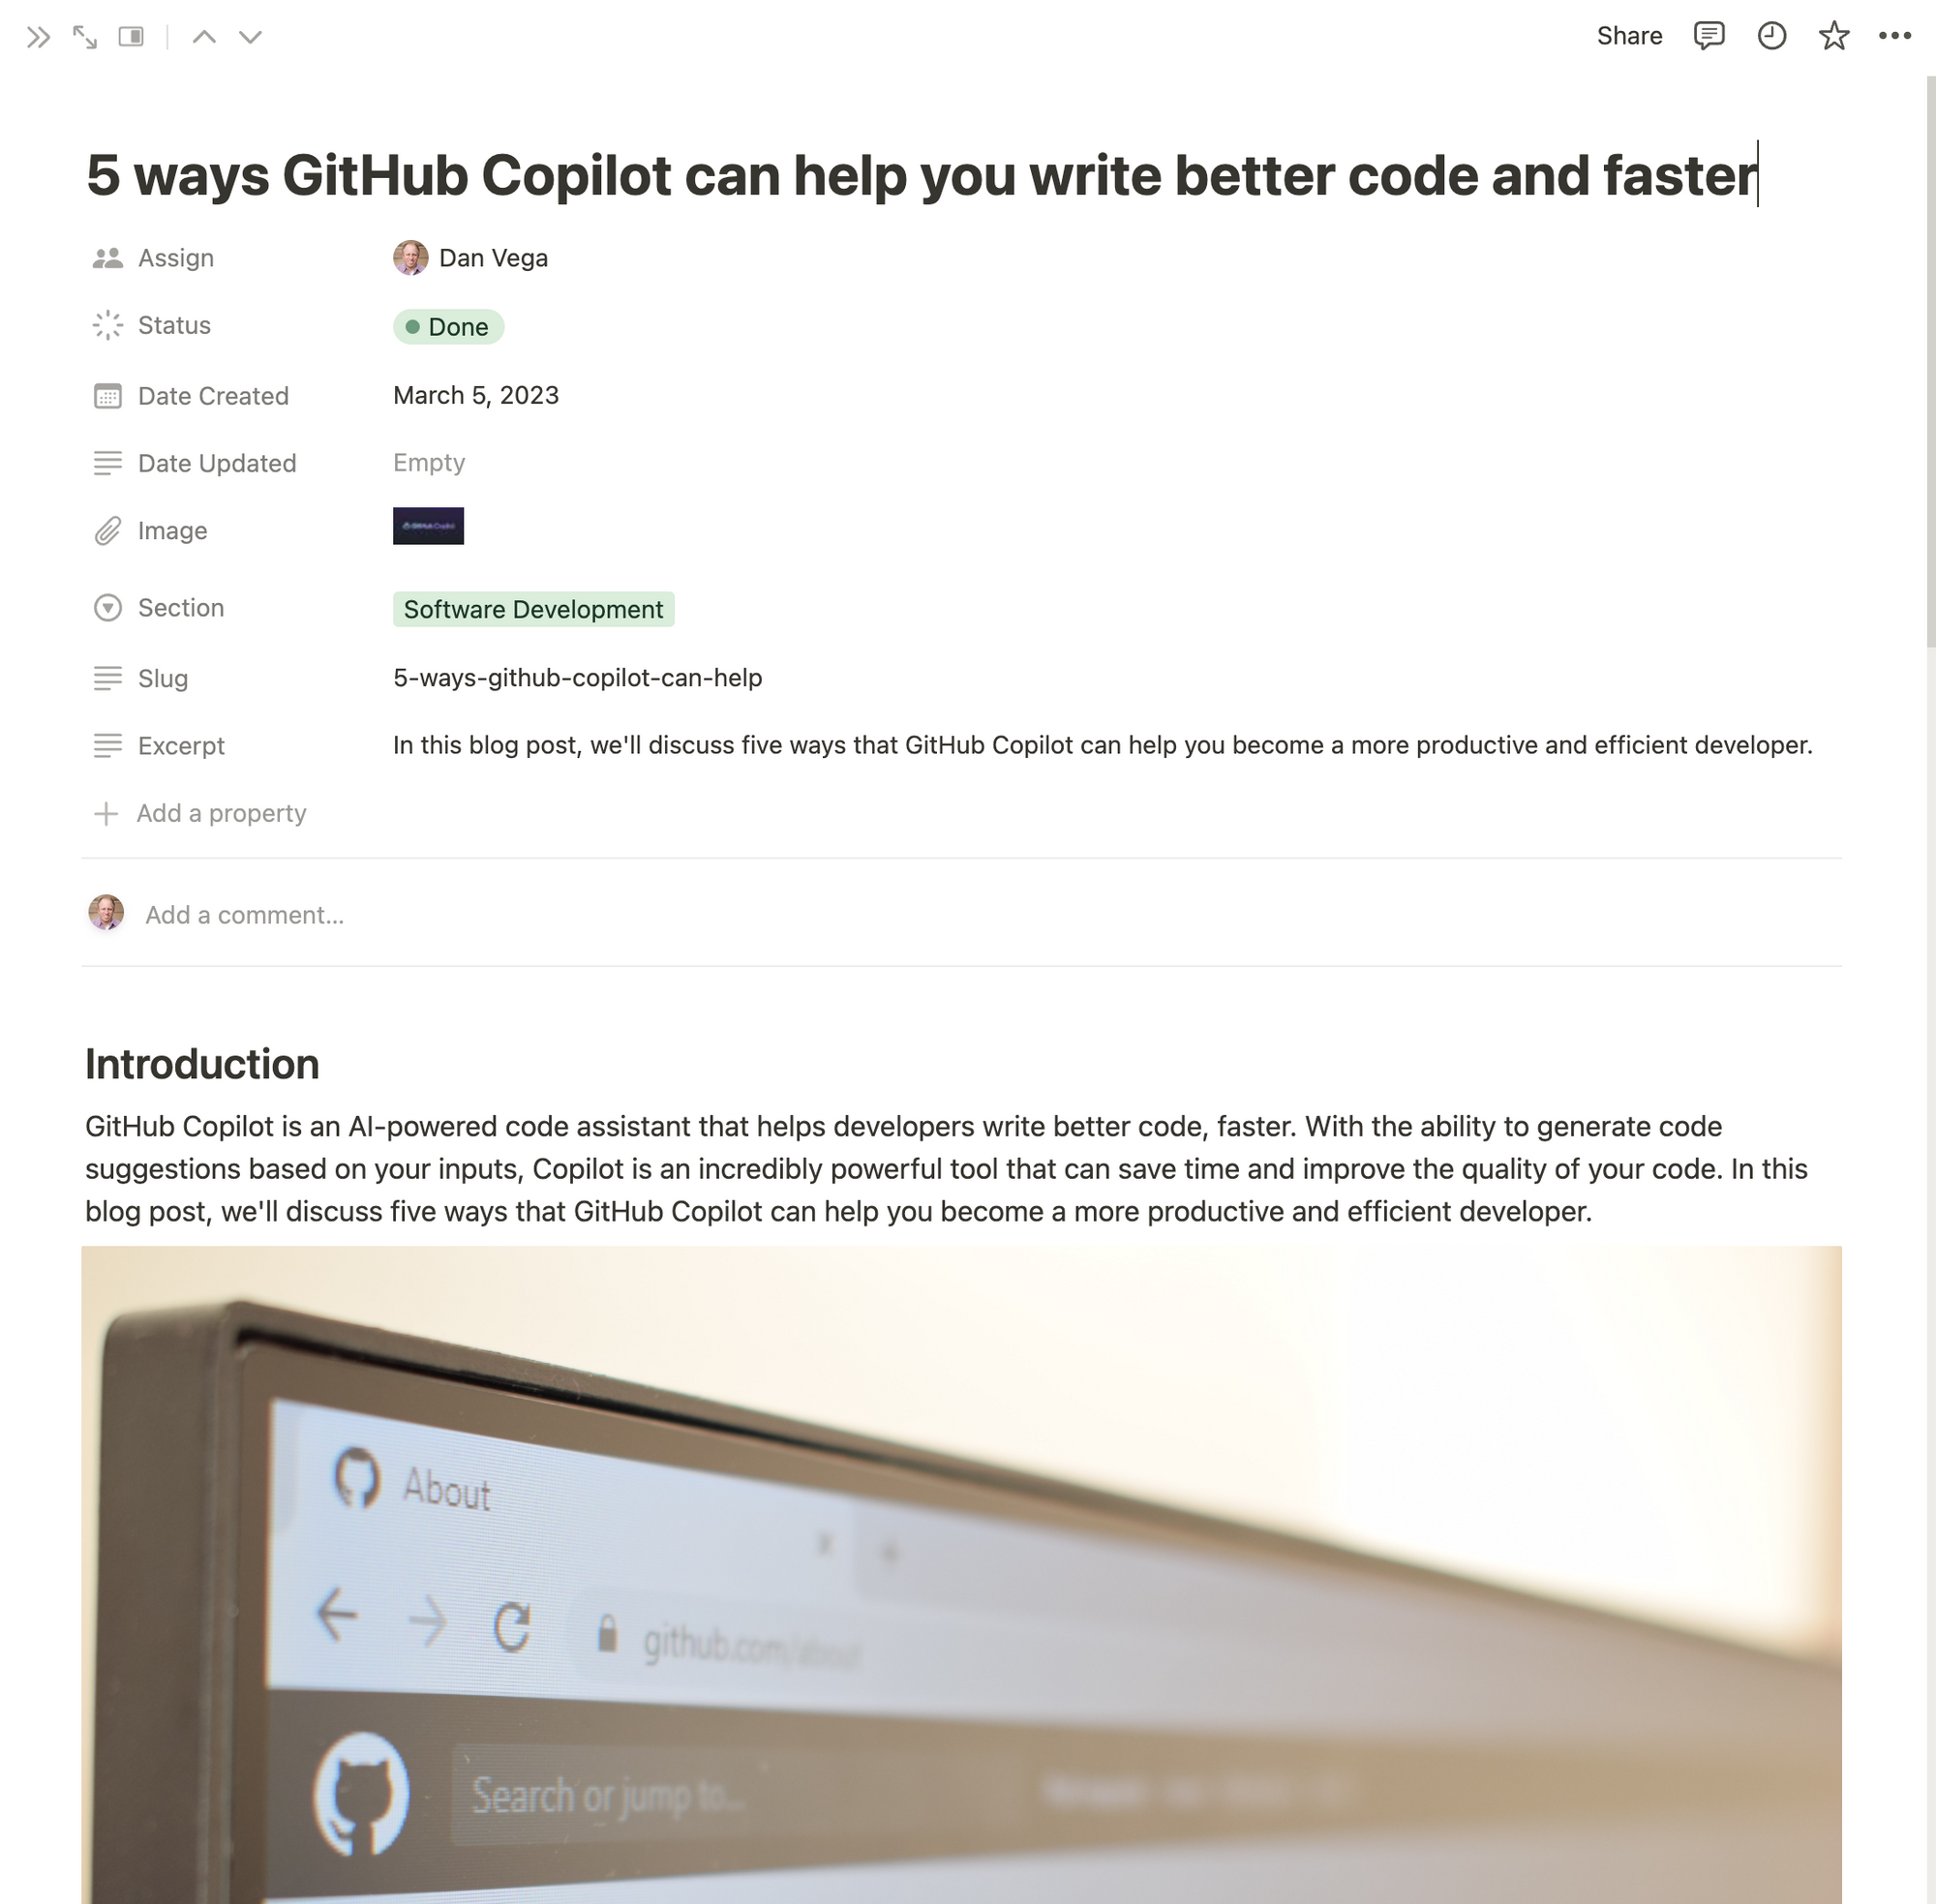 Share
5 ways GitHub Copilot can help you write better code and faster
Assign
Dan Vega
Status
Done
Date Created
March 5, 2023
Date Updated
Empty
Image
GitHub Copilot
Section
Software Development
Slug
5-ways-github-copilot-can-help
Excerpt
In this blog post, we'll discuss five ways that GitHub Copilot can help you become a more productive and efficient developer.
Add a property
Add a comment...
Introduction
GitHub Copilot is an AI-powered code assistant that helps developers write better code, faster. With the ability to generate code
suggestions based on your inputs, Copilot is an incredibly powerful tool that can save time and improve the quality of your code. In this
blog post, we'll discuss five ways that GitHub Copilot can help you become a more productive and efficient developer.
About
github.com/about
Search or jump to...